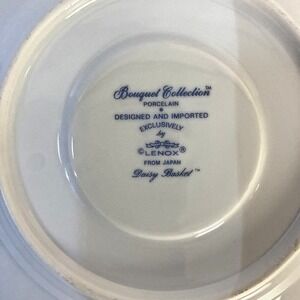 Bouquet Collection™
PORCELAIN
DESIGNED AND IMPORTED
EXCLUSIVELY
by
©LENOX®
FROM JAPAN
Daisy Basket™